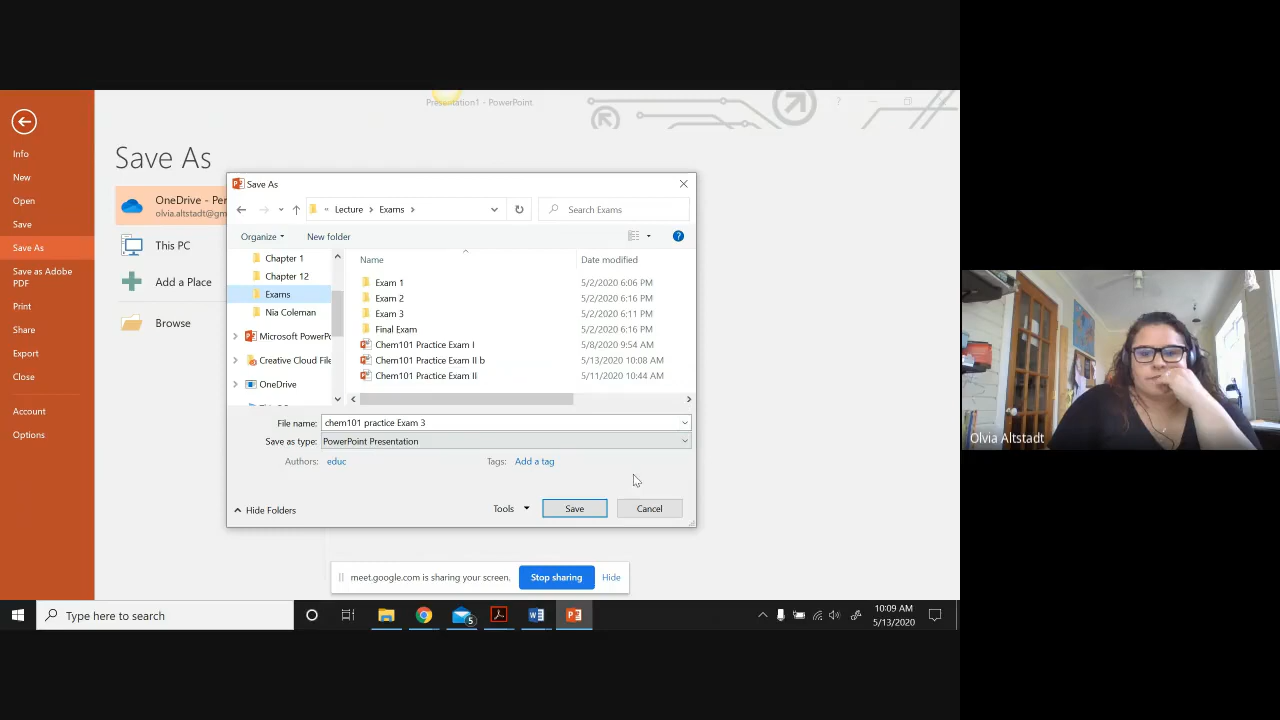 Presentation1 - PowerPoint
?
Info
New
Open
Save
Save As
Save as Adobe
PDF
Print
Share
Export
Close
Account
Options
Save As
OneDrive - Per
olvia.altstadt@gm
This PC
Add a Place
Browse
Save As
« Lecture > Exams >
Search Exams
Organize
New folder
?
Chapter 1
Chapter 12
Exams
Nia Coleman
Microsoft PowerPo
Creative Cloud File
OneDrive
Name
Date modified
Exam 1 5/2/2020 6:06 PM
Exam 2 5/2/2020 6:16 PM
Exam 3 5/2/2020 6:11 PM
Final Exam 5/2/2020 6:16 PM
Chem101 Practice Exam I 5/8/2020 9:54 AM
Chem101 Practice Exam II b 5/13/2020 10:08 AM
Chem101 Practice Exam II 5/11/2020 10:44 AM
File name: chem101 practice Exam 3
Save as type: PowerPoint Presentation
Authors: educ
Tags: Add a tag
Hide Folders
Tools
Save
Cancel
meet.google.com is sharing your screen.
Stop sharing
Hide
Type here to search
5
10:09 AM
5/13/2020
Olvia Altstadt